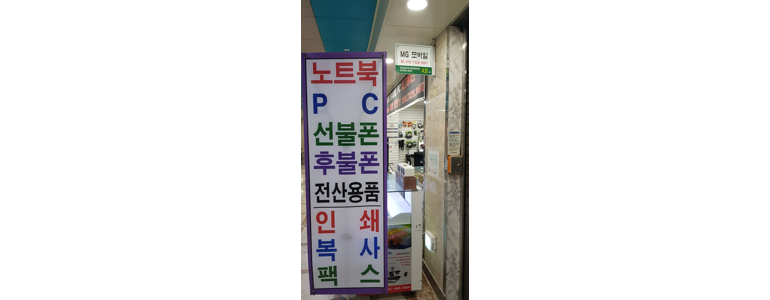 노트북
P C
선불폰
후불폰
전산용품
인 쇄
복 사
팩 스
MG 모바일